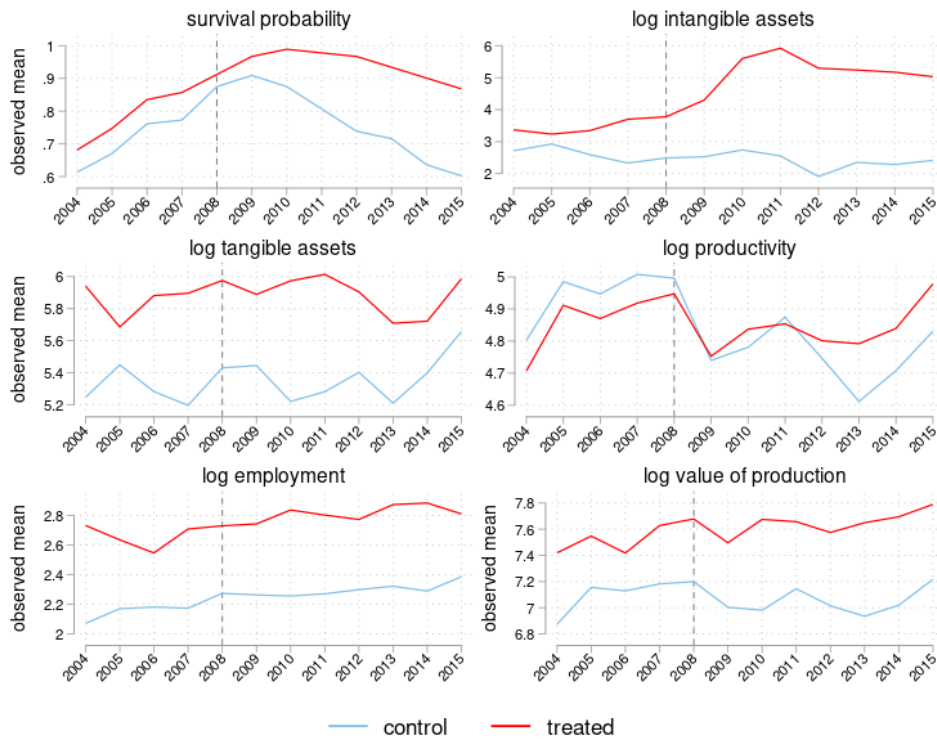 survival probability
observed mean
1
.9
.8
.7
.6
2004 2005 2006 2007 2008 2009 2010 2011 2012 2013 2014 2015
log intangible assets
6
5
4
3
2
2004 2005 2006 2007 2008 2009 2010 2011 2012 2013 2014 2015
log tangible assets
observed mean
6
5.8
5.6
5.4
5.2
2004 2005 2006 2007 2008 2009 2010 2011 2012 2013 2014 2015
log productivity
5
4.9
4.8
4.7
4.6
2004 2005 2006 2007 2008 2009 2010 2011 2012 2013 2014 2015
log employment
observed mean
2.8
2.6
2.4
2.2
2
2004 2005 2006 2007 2008 2009 2010 2011 2012 2013 2014 2015
log value of production
observed mean
7.8
7.6
7.4
7.2
7
6.8
2004 2005 2006 2007 2008 2009 2010 2011 2012 2013 2014 2015
control treated